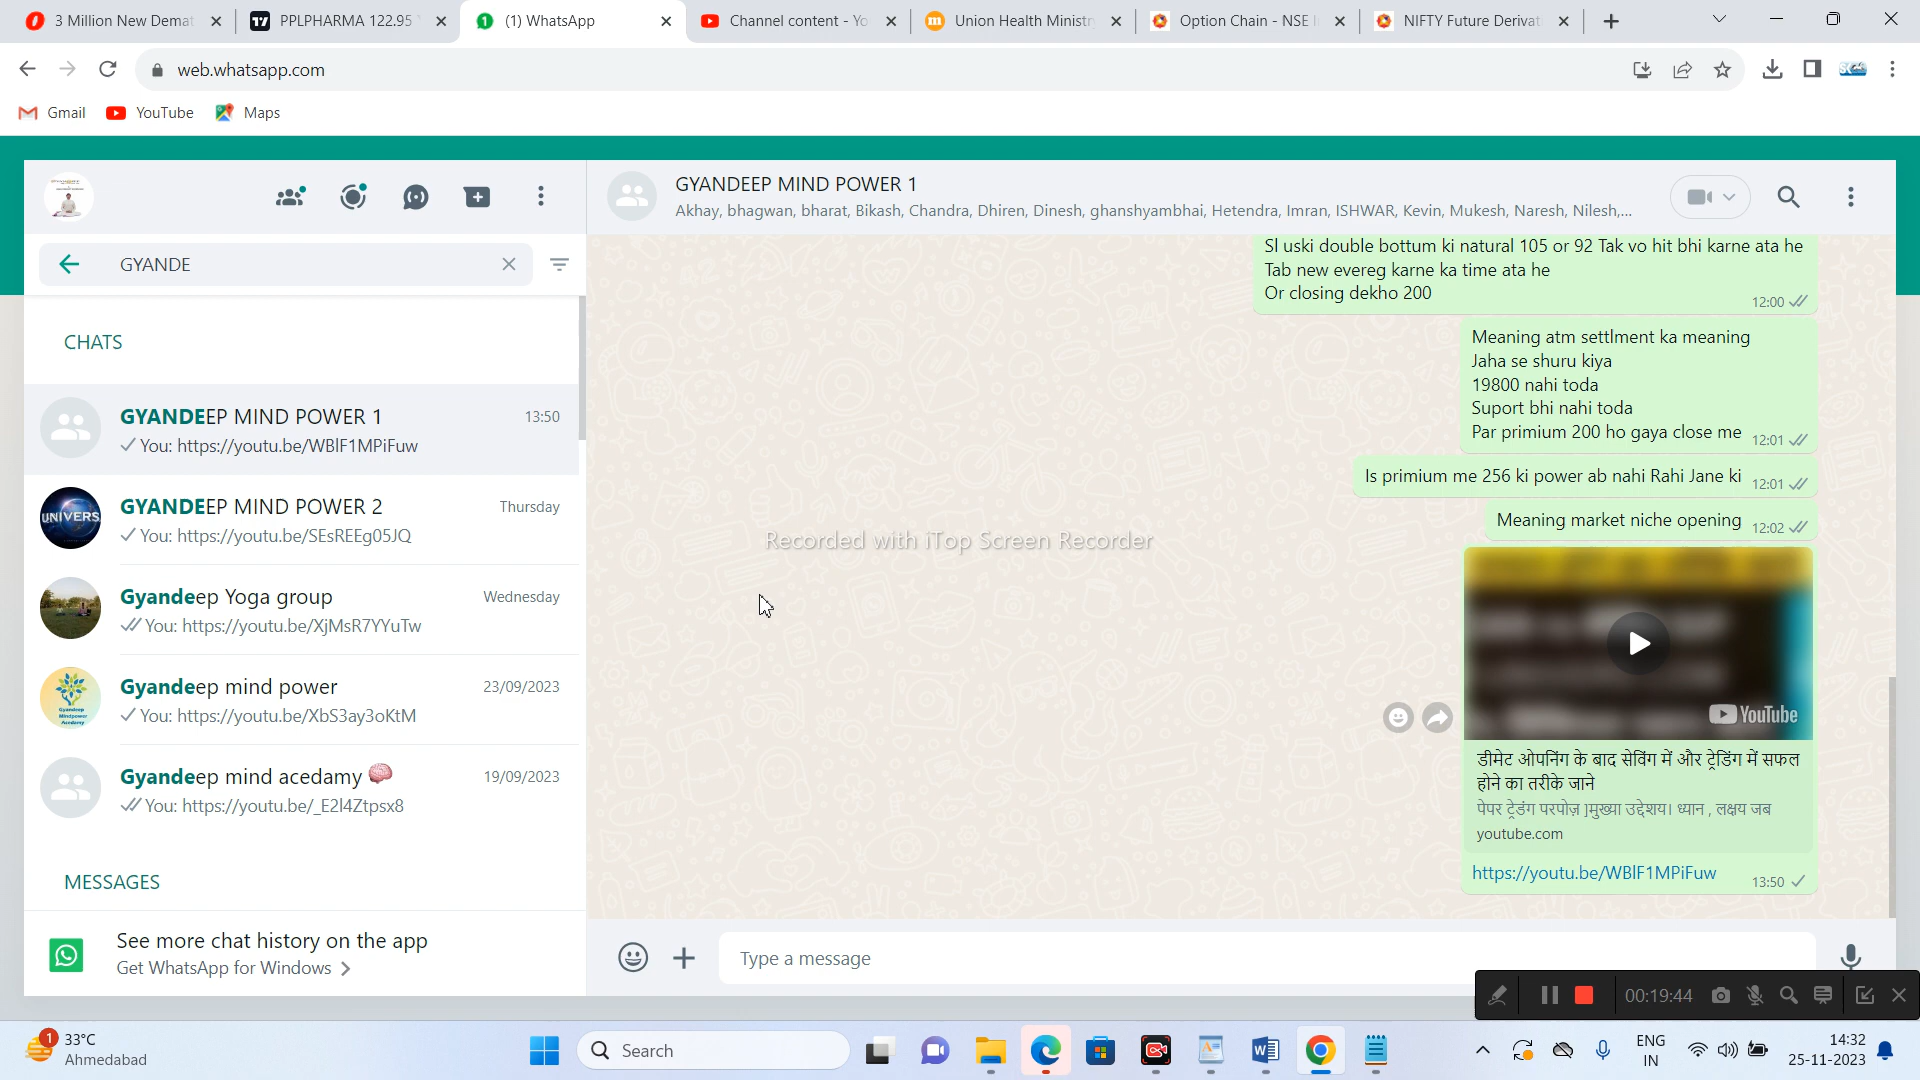 3 Million New Demat
PPLPHARMA 122.95
(1) WhatsApp
Channel content - Yo
Union Health Ministr
Option Chain - NSE I
NIFTY Future Derivat
web.whatsapp.com
Gmail
YouTube
Maps
GYANDEEP MIND POWER 1
Akhay, bhagwan, bharat, Bikash, Chandra, Dhiren, Dinesh, ghanshyambhai, Hetendra, Imran, ISHWAR, Kevin, Mukesh, Naresh, Nilesh,...
GYANDE
CHATS
GYANDEEP MIND POWER 1 13:50
You: https://youtu.be/WBlF1MPiFuw
GYANDEEP MIND POWER 2 Thursday
You: https://youtu.be/SEsREEg05JQ
UNIVERS
Gyandeep Yoga group Wednesday
You: https://youtu.be/XjMsR7YYuTw
Gyandeep mind power 23/09/2023
You: https://youtu.be/XbS3ay3oKtM
Gyandeep mind acedamy 🧠 19/09/2023
You: https://youtu.be/_E2l4Ztpsx8
MESSAGES
See more chat history on the app
Get WhatsApp for Windows >
Sl uski double bottum ki natural 105 or 92 Tak vo hit bhi karne ata he
Tab new evereg karne ka time ata he
Or closing dekho 200
12:00
Meaning atm settlment ka meaning
Jaha se shuru kiya
19800 nahi toda
Suport bhi nahi toda
Par primium 200 ho gaya close me 12:01
Is primium me 256 ki power ab nahi Rahi Jane ki 12:01
Meaning market niche opening 12:02
Recorded with iTop Screen Recorder
YouTube
डीमेट ओपनिंग के बाद सेविंग में और ट्रेडिंग में सफल
होने का तरीके जाने
पेपर ट्रेडंग परपोज़ ]मुख्या उद्देशय। ध्यान , लक्षय जब
youtube.com
https://youtu.be/WBlF1MPiFuw 13:50
Type a message
00:19:44
1
33°C
Ahmedabad
Search
ENG
IN
14:32
25-11-2023